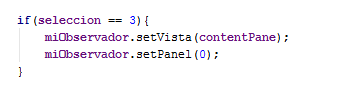 if(seleccion == 3){
    miObservador.setVista(contentPane);
    miObservador.setPanel(0);
}